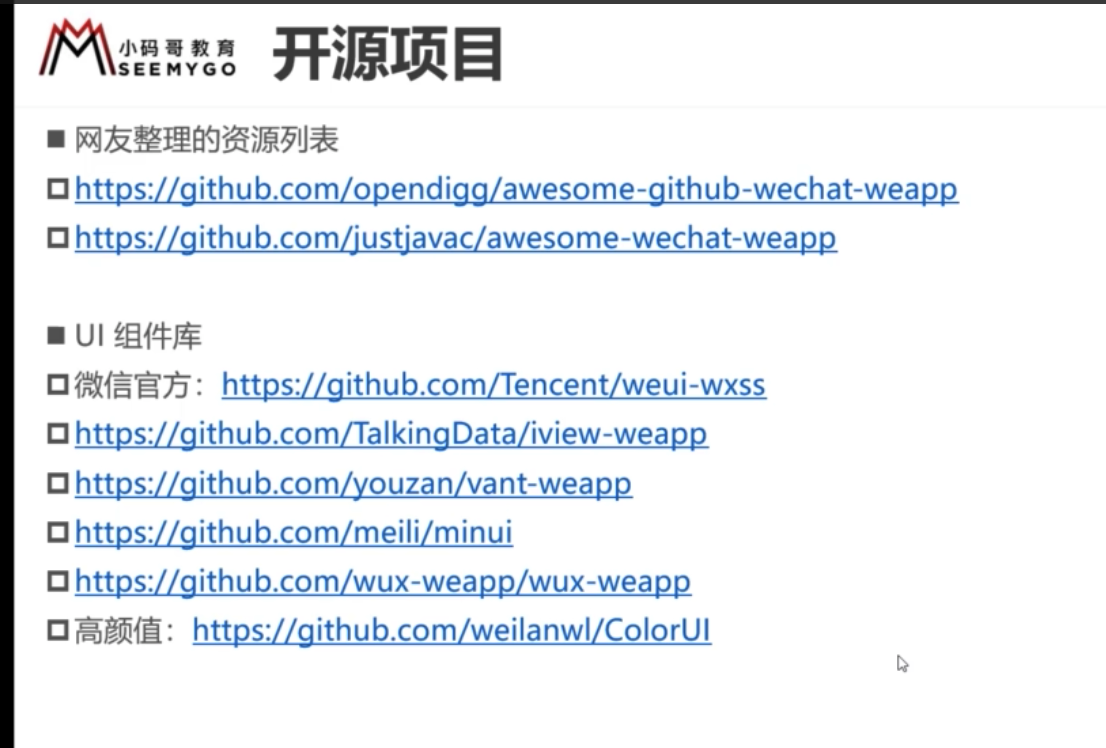 小码哥教育
SEEMYGO
开源项目
网友整理的资源列表
https://github.com/opendigg/awesome-github-wechat-weapp
https://github.com/justjavac/awesome-wechat-weapp
UI 组件库
微信官方：https://github.com/Tencent/weui-wxss
https://github.com/TalkingData/iview-weapp
https://github.com/youzan/vant-weapp
https://github.com/meili/minui
https://github.com/wux-weapp/wux-weapp
高颜值：https://github.com/weilanwl/ColorUI